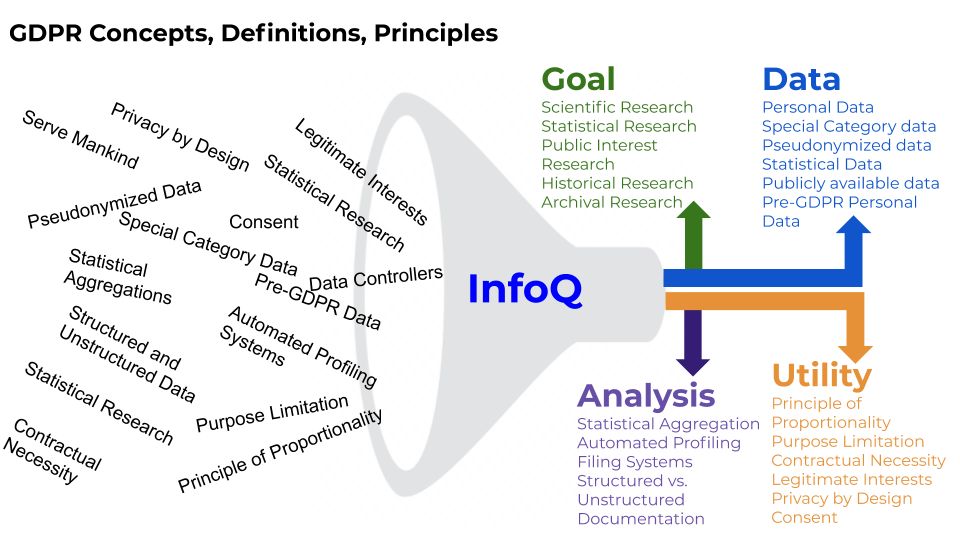 GDPR Concepts, Definitions, Principles
Serve Mankind
Privacy by Design
Legitimate Interests
Statistical Research
Pseudonymized Data
Consent
Special Category Data
Data Controllers
Statistical
Aggregations
Pre-GDPR Data
Structured and
Unstructured Data
Automated Profiling
Systems
Statistical Research
Purpose Limitation
Principle of Proportionality
Contractual
Necessity
InfoQ
Goal
Scientific Research
Statistical Research
Public Interest
Research
Historical Research
Archival Research
Data
Personal Data
Special Category data
Pseudonymized data
Statistical Data
Publicly available data
Pre-GDPR Personal
Data
Analysis
Statistical Aggregation
Automated Profiling
Filing Systems
Structured vs.
Unstructured
Documentation
Utility
Principle of
Proportionality
Purpose Limitation
Contractual Necessity
Legitimate Interests
Privacy by Design
Consent